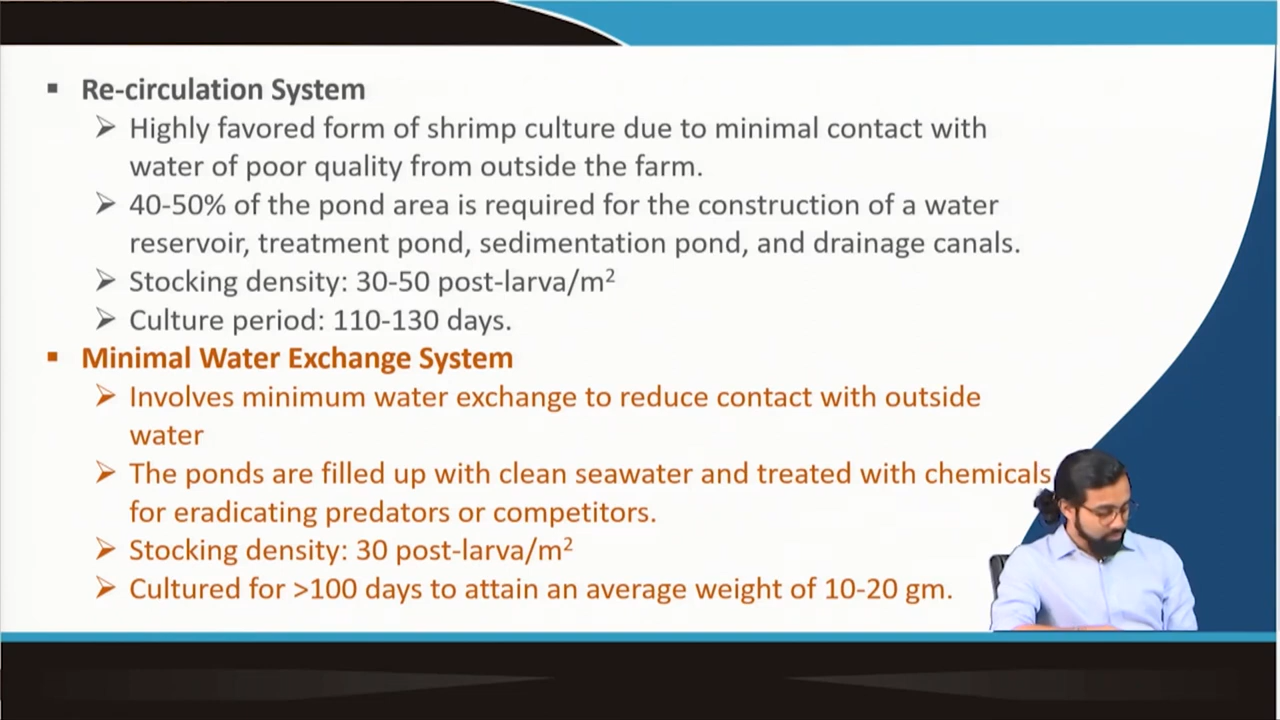 ▪ Re-circulation System
➢ Highly favored form of shrimp culture due to minimal contact with
water of poor quality from outside the farm.
➢ 40-50% of the pond area is required for the construction of a water
reservoir, treatment pond, sedimentation pond, and drainage canals.
➢ Stocking density: 30-50 post-larva/m²
➢ Culture period: 110-130 days.
▪ Minimal Water Exchange System
➢ Involves minimum water exchange to reduce contact with outside
water
➢ The ponds are filled up with clean seawater and treated with chemicals
for eradicating predators or competitors.
➢ Stocking density: 30 post-larva/m²
➢ Cultured for >100 days to attain an average weight of 10-20 gm.